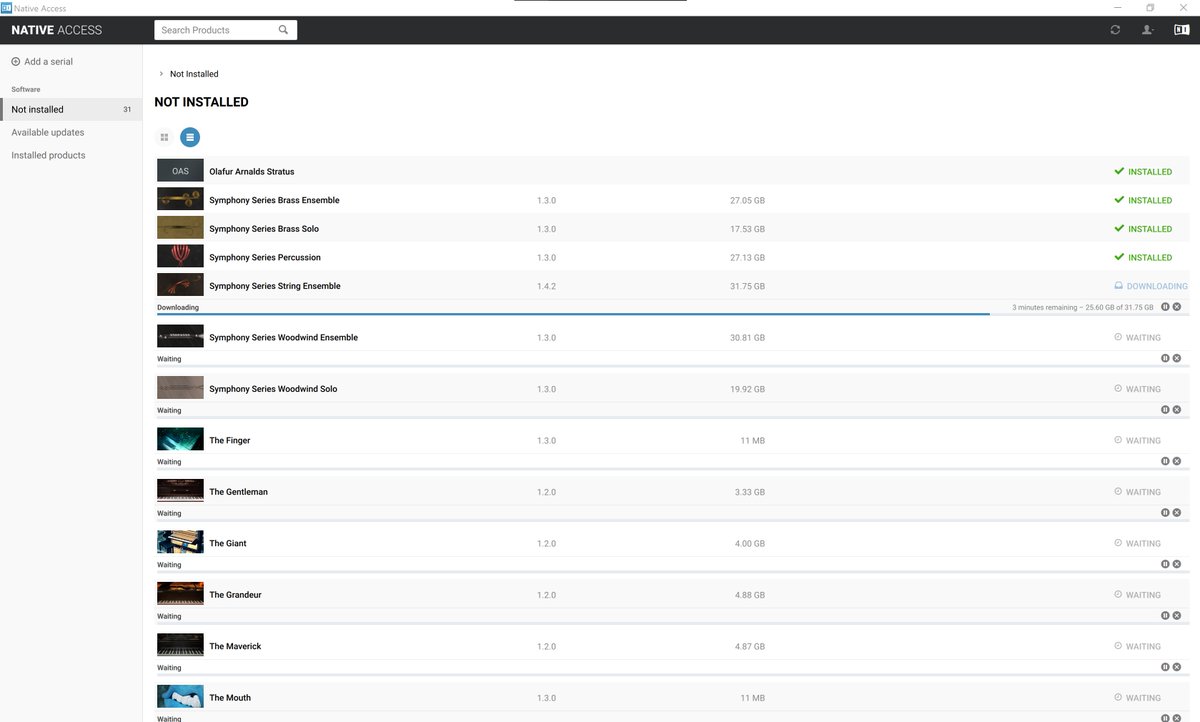 Native Access
NATIVE ACCESS
Search Products
Add a serial
Software
Not installed 31
Available updates
Installed products
Not Installed
NOT INSTALLED
OAS Olafur Arnalds Stratus INSTALLED
Symphony Series Brass Ensemble 1.3.0 27.05 GB INSTALLED
Symphony Series Brass Solo 1.3.0 17.53 GB INSTALLED
Symphony Series Percussion 1.3.0 27.13 GB INSTALLED
Symphony Series String Ensemble 1.4.2 31.75 GB DOWNLOADING
Downloading 3 minutes remaining – 25.60 GB of 31.75 GB
Symphony Series Woodwind Ensemble 1.3.0 30.81 GB WAITING
Waiting
Symphony Series Woodwind Solo 1.3.0 19.92 GB WAITING
Waiting
The Finger 1.3.0 11 MB WAITING
Waiting
The Gentleman 1.2.0 3.33 GB WAITING
Waiting
The Giant 1.2.0 4.00 GB WAITING
Waiting
The Grandeur 1.2.0 4.88 GB WAITING
Waiting
The Maverick 1.2.0 4.87 GB WAITING
Waiting
The Mouth 1.3.0 11 MB WAITING
Waiting